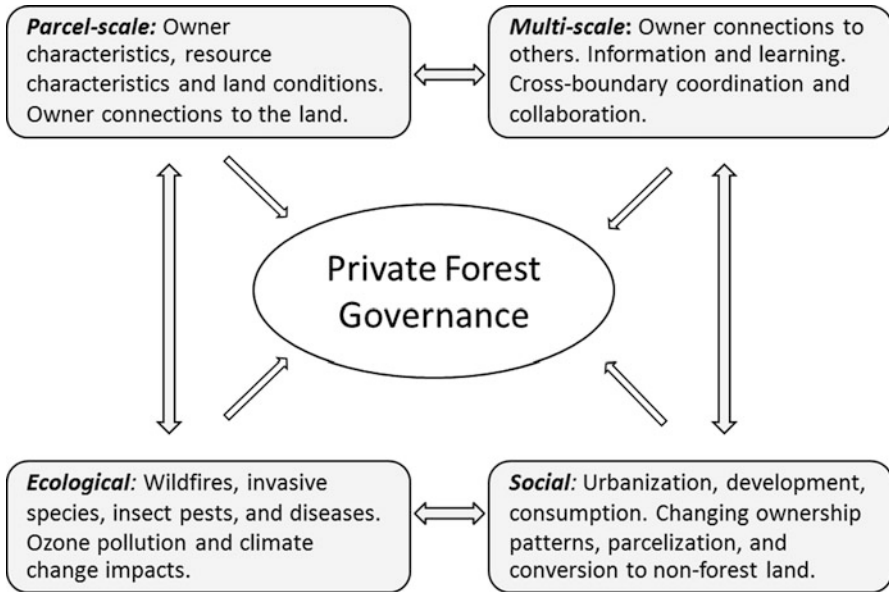 Parcel-scale: Owner
characteristics, resource
characteristics and land conditions.
Owner connections to the land.
Multi-scale: Owner connections to
others. Information and learning.
Cross-boundary coordination and
collaboration.
Private Forest
Governance
Ecological: Wildfires, invasive
species, insect pests, and diseases.
Ozone pollution and climate
change impacts.
Social: Urbanization, development,
consumption. Changing ownership
patterns, parcelization, and
conversion to non-forest land.